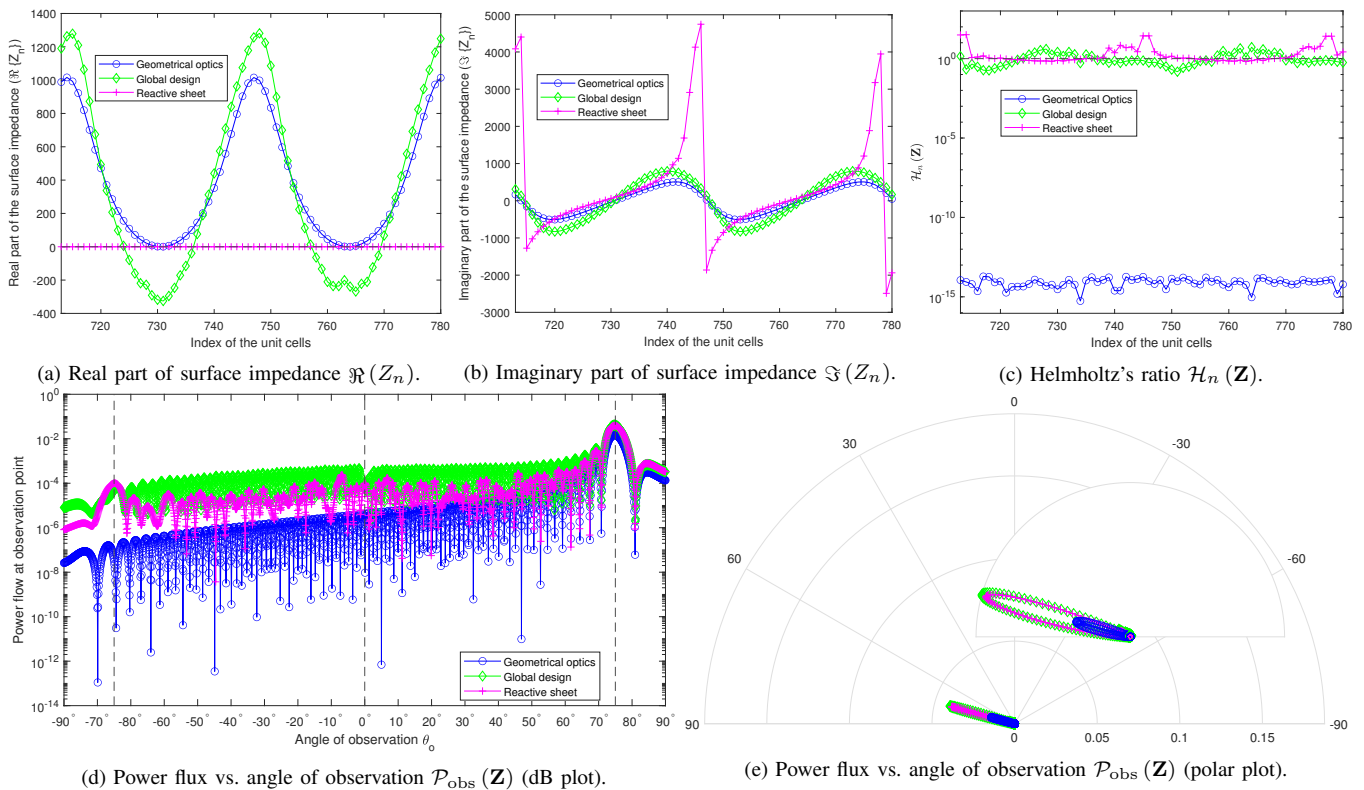 1400
1200
1000
800
600
400
200
0
-200
-400
720 730 740 750 760 770 780
Real part of the surface impedance (ℜ {Z_n})
Index of the unit cells
Geometrical optics
Global design
Reactive sheet
(a) Real part of surface impedance ℜ (Z_n).
5000
4000
3000
2000
1000
0
-1000
-2000
-3000
720 730 740 750 760 770 780
Imaginary part of the surface impedance (ℑ {Z_n})
Index of the unit cells
Geometrical optics
Global design
Reactive sheet
(b) Imaginary part of surface impedance ℑ (Z_n).
10^0
10^-5
10^-10
10^-15
720 730 740 750 760 770 780
H_n (Z)
Index of the unit cells
Geometrical Optics
Global design
Reactive sheet
(c) Helmholtz's ratio H_n (Z).
10^0
10^-2
10^-4
10^-6
10^-8
10^-10
10^-12
10^-14
-90° -80° -70° -60° -50° -40° -30° -20° -10° 0° 10° 20° 30° 40° 50° 60° 70° 80° 90°
Power flow at observation point
Angle of observation θ_o
Geometrical optics
Global design
Reactive sheet
(d) Power flux vs. angle of observation P_obs (Z) (dB plot).
0
30
-30
60
-60
90
-90
0 0.05 0.1 0.15
(e) Power flux vs. angle of observation P_obs (Z) (polar plot).